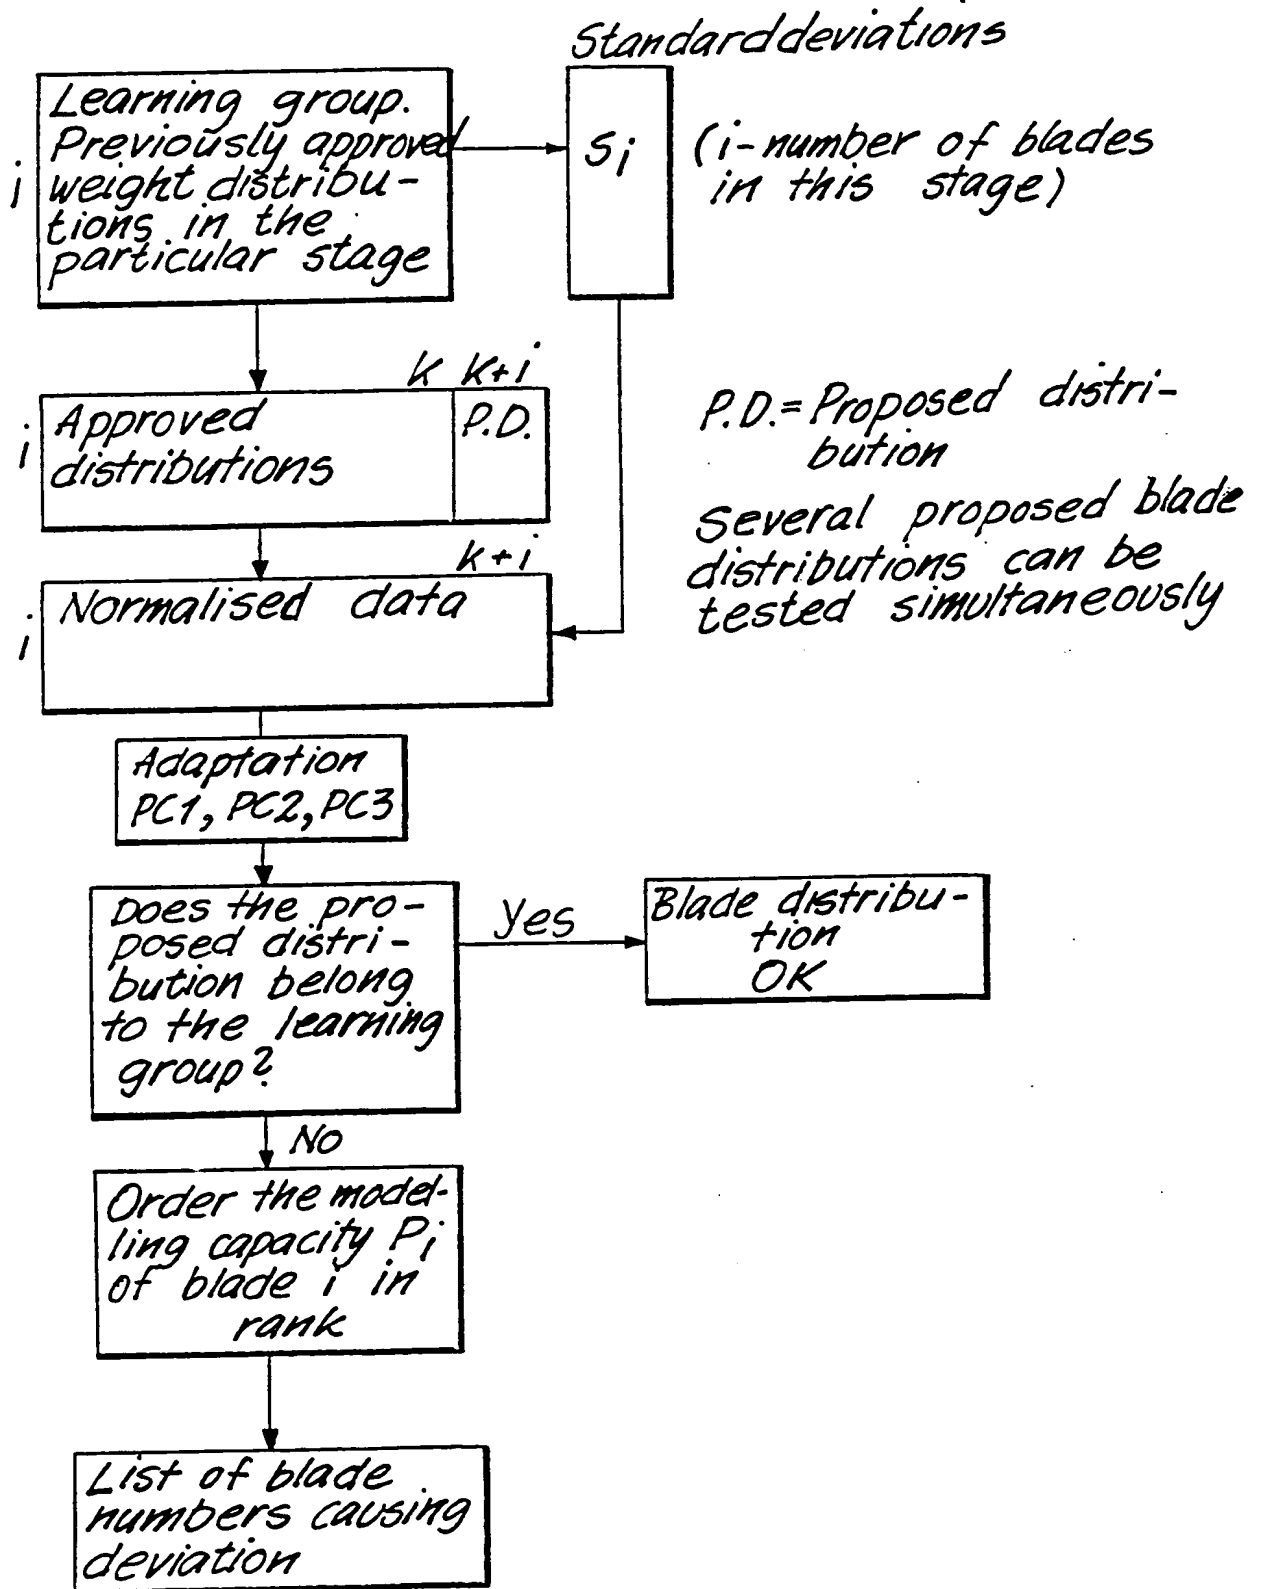 Standard deviations
Learning group.
Previously approved
weight distribu-
tions in the
particular stage
i
Si
(i-number of blades
in this stage)
k k+i
i
Approved
distributions
P.D.
P.D.= Proposed distri-
bution
Several proposed blade
distributions can be
tested simultaneously
k+i
i
Normalised data
Adaptation
PC1, PC2, PC3
Does the pro-
posed distri-
bution belong
to the learning
group?
Yes
Blade distribu-
tion
OK
No
Order the model-
ling capacity Pi
of blade i in
rank
List of blade
numbers causing
deviation